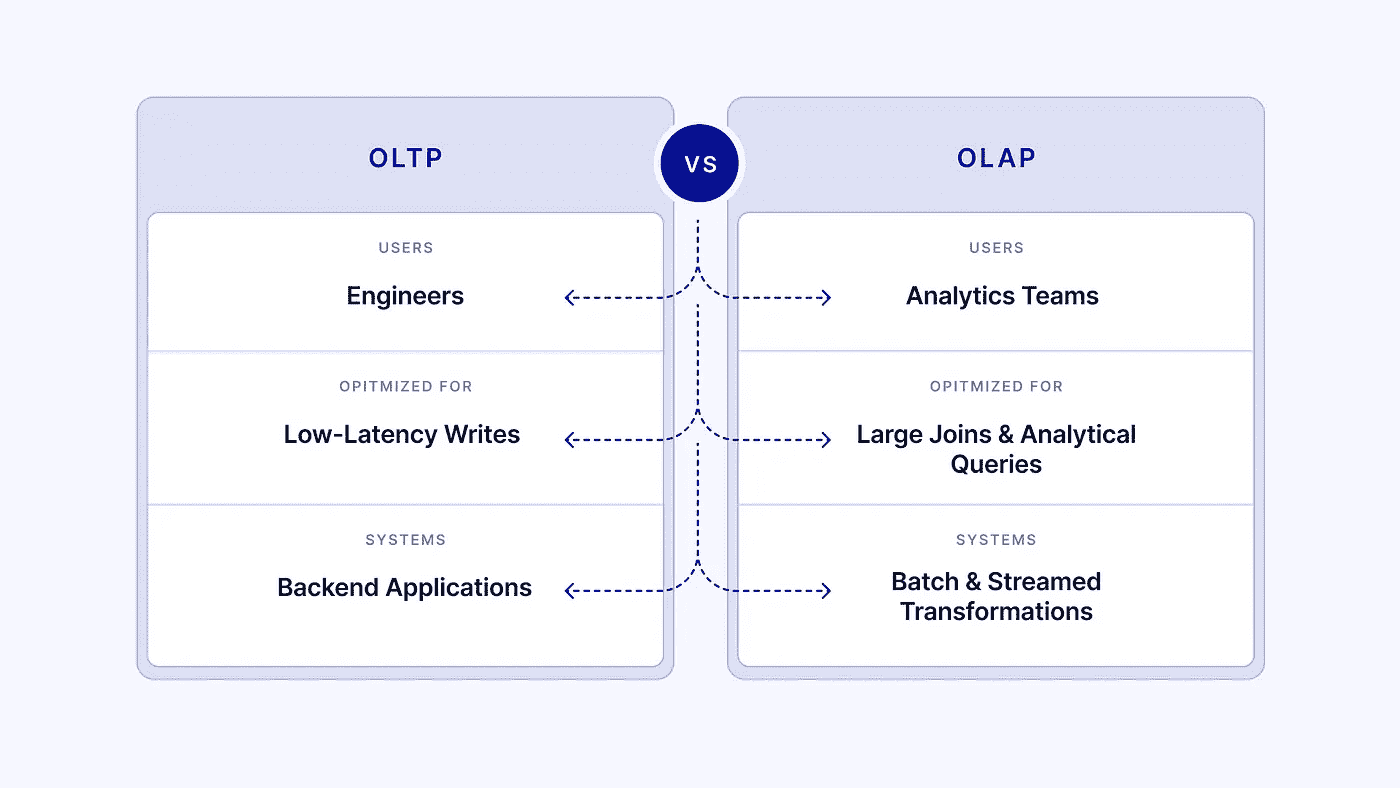 OLTP
VS
OLAP
USERS
Engineers
USERS
Analytics Teams
OPITMIZED FOR
Low-Latency Writes
OPITMIZED FOR
Large Joins & Analytical
Queries
SYSTEMS
Backend Applications
SYSTEMS
Batch & Streamed
Transformations